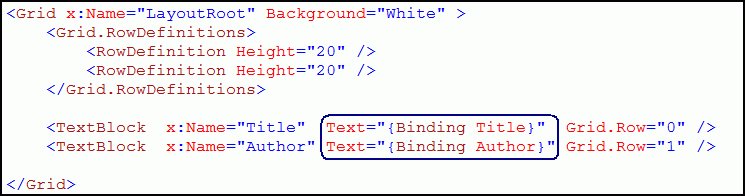 <Grid x:Name="LayoutRoot" Background="White" >
<Grid.RowDefinitions>
<RowDefinition Height="20" />
<RowDefinition Height="20" />
</Grid.RowDefinitions>
<TextBlock  x:Name="Title"  Text="{Binding Title}"  Grid.Row="0" />
<TextBlock  x:Name="Author" Text="{Binding Author}" Grid.Row="1" />
</Grid>